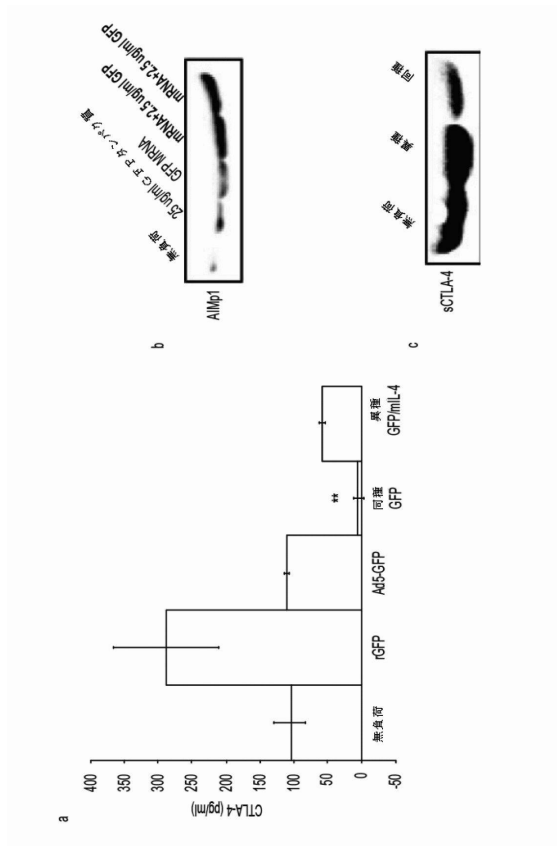 a
CTLA-4 (pg/ml)
400
350
300
250
200
150
100
50
0
-50
無負荷
rGFP
Ad5-GFP
同種
GFP
**
異種
GFP/mIL-4
b
無負荷
25 ug/ml GFPタンパク質
GFP MRNA
mRNA+2.5 ug/ml GFP
mRNA+2.5 ug/ml GFP
AIMp1
c
無負荷
異種
同種
sCTLA-4